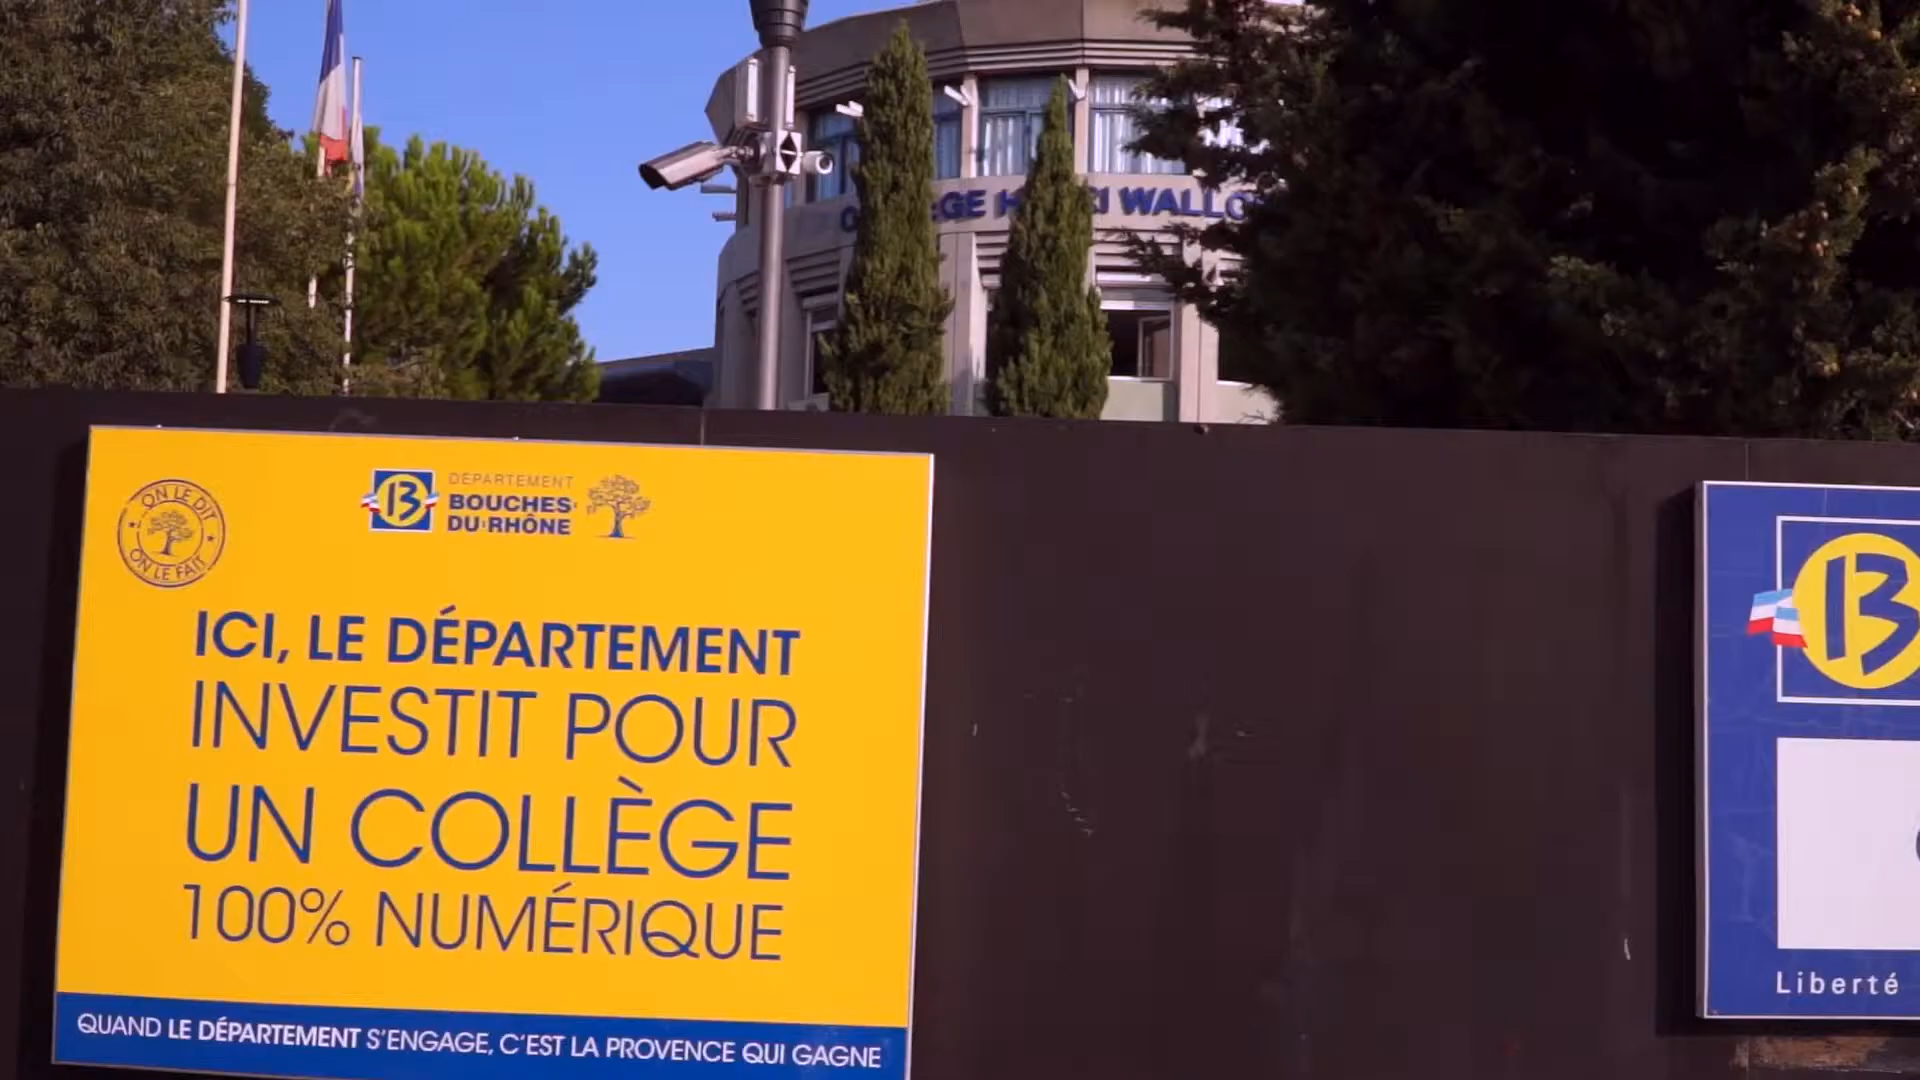 WALLO
ON LE DIT
ON LE FAIT
13
DÉPARTEMENT
BOUCHES-
DU-RHÔNE
ICI, LE DÉPARTEMENT
INVESTIT POUR
UN COLLÈGE
100% NUMÉRIQUE
QUAND LE DÉPARTEMENT S'ENGAGE, C'EST LA PROVENCE QUI GAGNE
13
Liberté